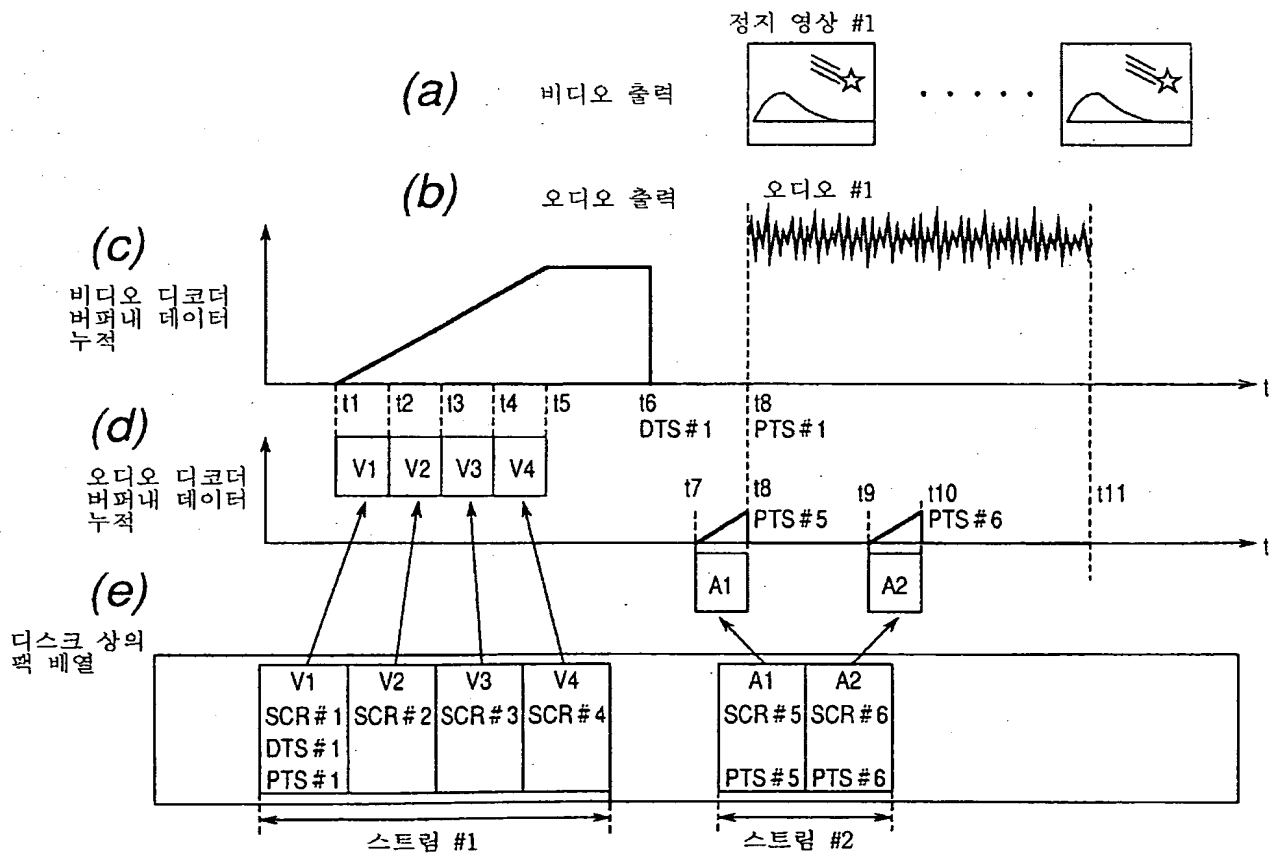 정지 영상 #1
(a) 비디오 출력
(b) 오디오 출력
오디오 #1
(c)
비디오 디코더
버퍼내 데이터
누적
t
t1 t2 t3 t4 t5 t6 t8
DTS#1 PTS#1
(d)
V1 V2 V3 V4
오디오 디코더
버퍼내 데이터
누적
t7 t8 t9 t10 t11
PTS#5 PTS#6
t
A1 A2
(e)
디스크 상의
팩 배열
V1 V2 V3 V4 A1 A2
SCR#1 SCR#2 SCR#3 SCR#4 SCR#5 SCR#6
DTS#1
PTS#1 PTS#5 PTS#6
스트림 #1 스트림 #2